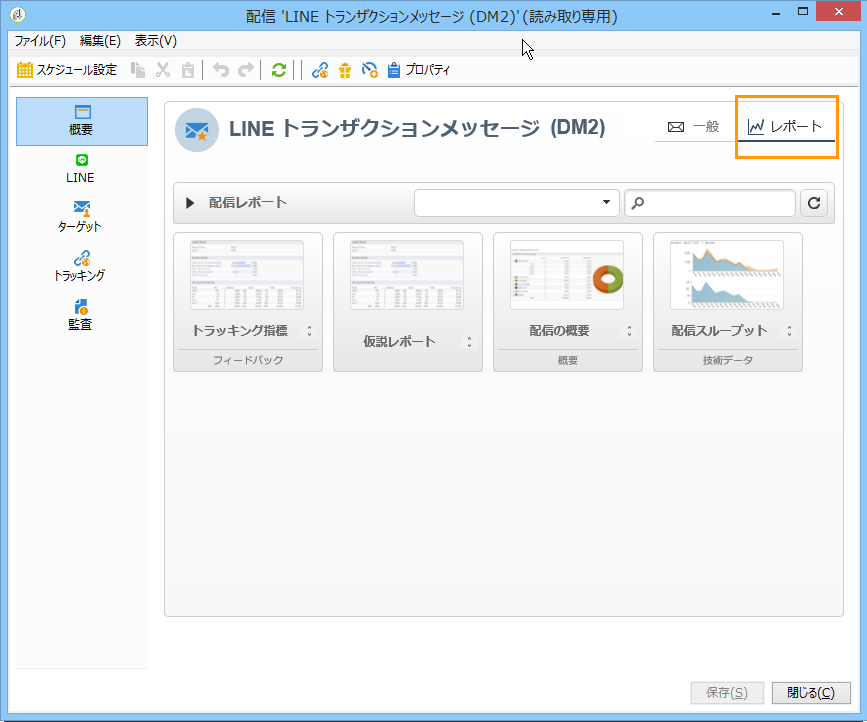 配信 'LINE トランザクションメッセージ (DM2)' (読み取り専用)
ファイル(F) 編集(E) 表示(V)
スケジュール設定 プロパティ
概要
LINE
ターゲット
トラッキング
監査
LINE トランザクションメッセージ (DM2)
一般 レポート
配信レポート
トラッキング指標
フィードバック
仮説レポート
配信の概要
概要
配信スループット
技術データ
保存(S) 閉じる(C)